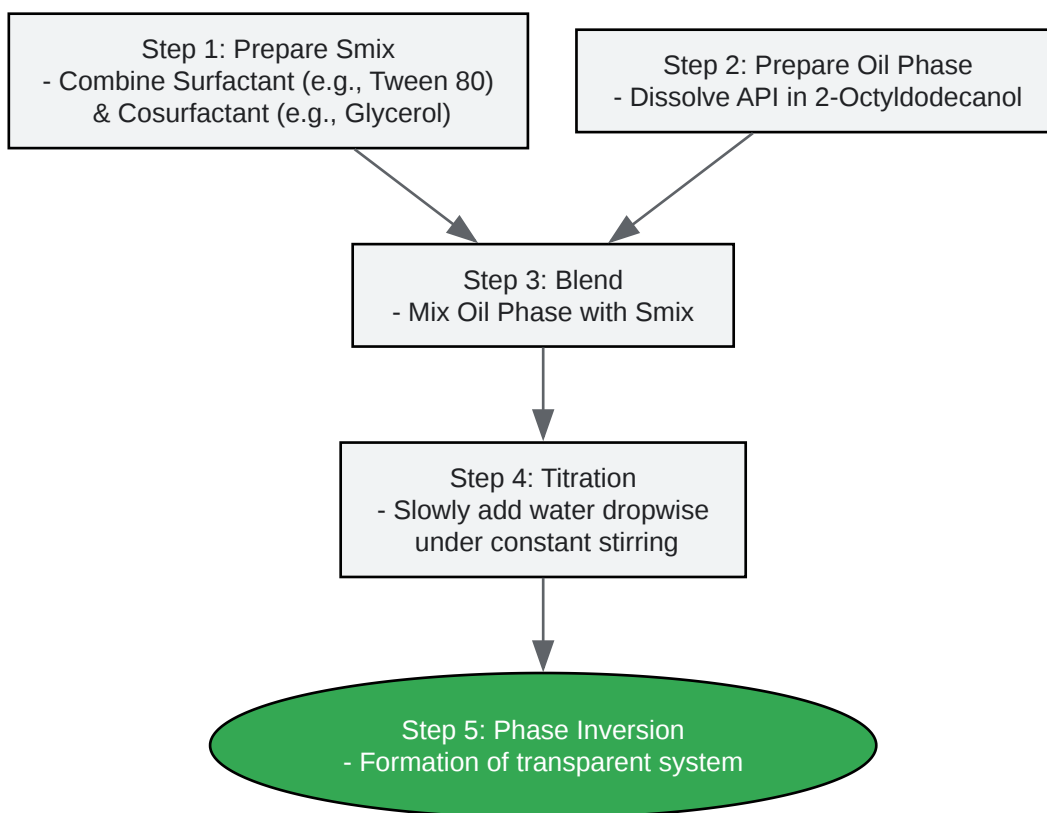 Step 1: Prepare Smix
- Combine Surfactant (e.g., Tween 80)
& Cosurfactant (e.g., Glycerol)
Step 2: Prepare Oil Phase
- Dissolve API in 2-Octyldodecanol
Step 3: Blend
- Mix Oil Phase with Smix
Step 4: Titration
- Slowly add water dropwise
under constant stirring
Step 5: Phase Inversion
- Formation of transparent system